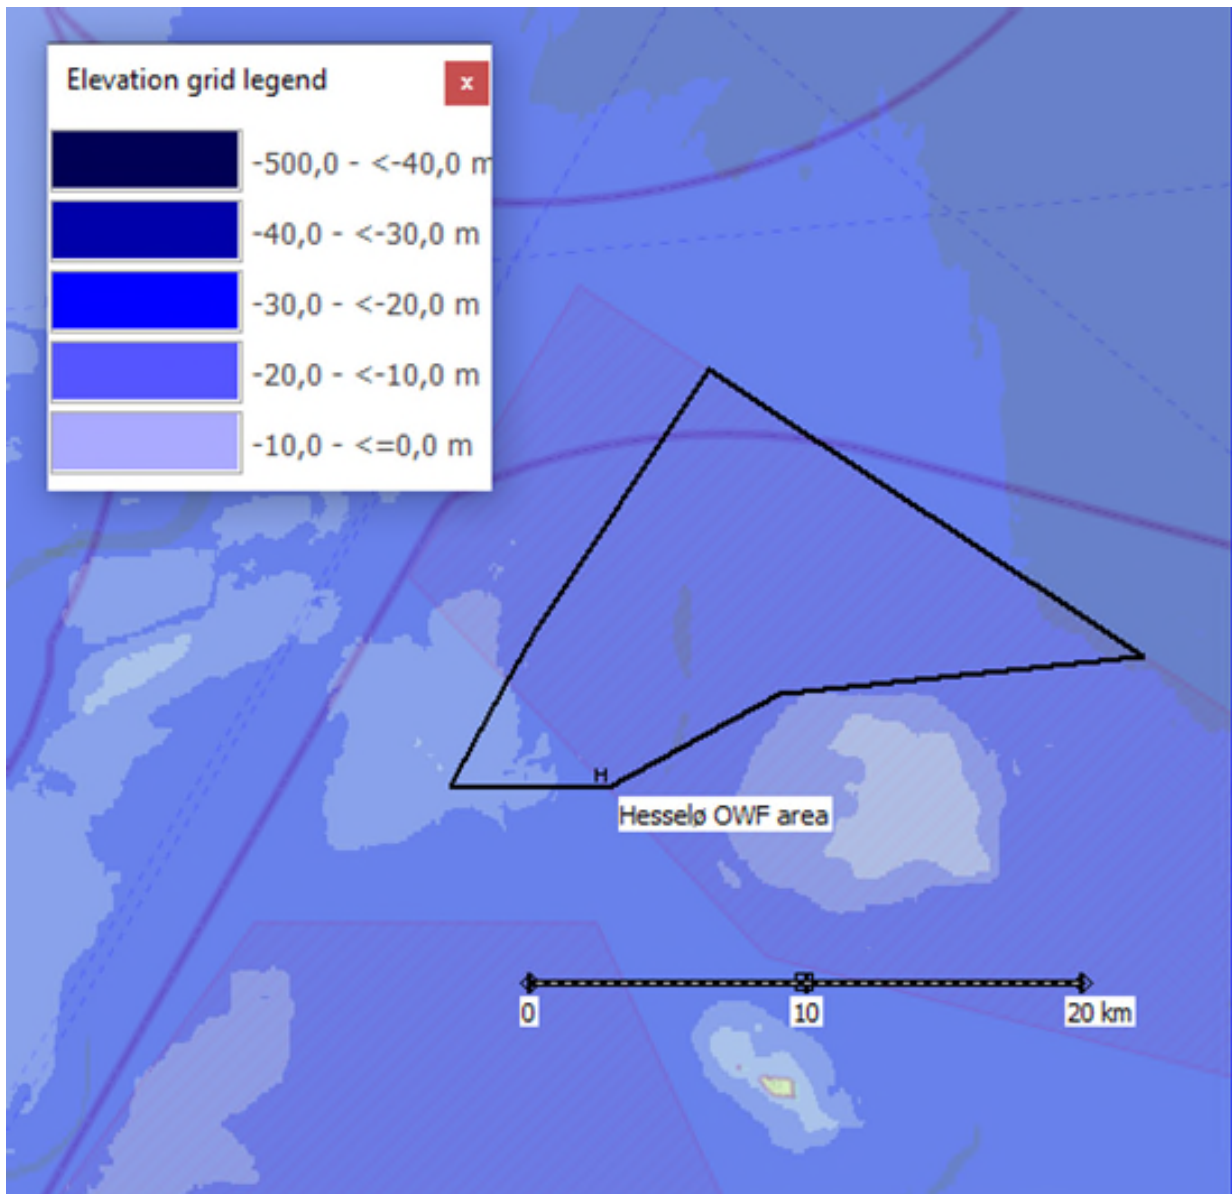 Elevation grid legend
x
-500,0 - <-40,0 m
-40,0 - <-30,0 m
-30,0 - <-20,0 m
-20,0 - <-10,0 m
-10,0 - <=0,0 m
H
Hesselø OWF area
0
10
20 km